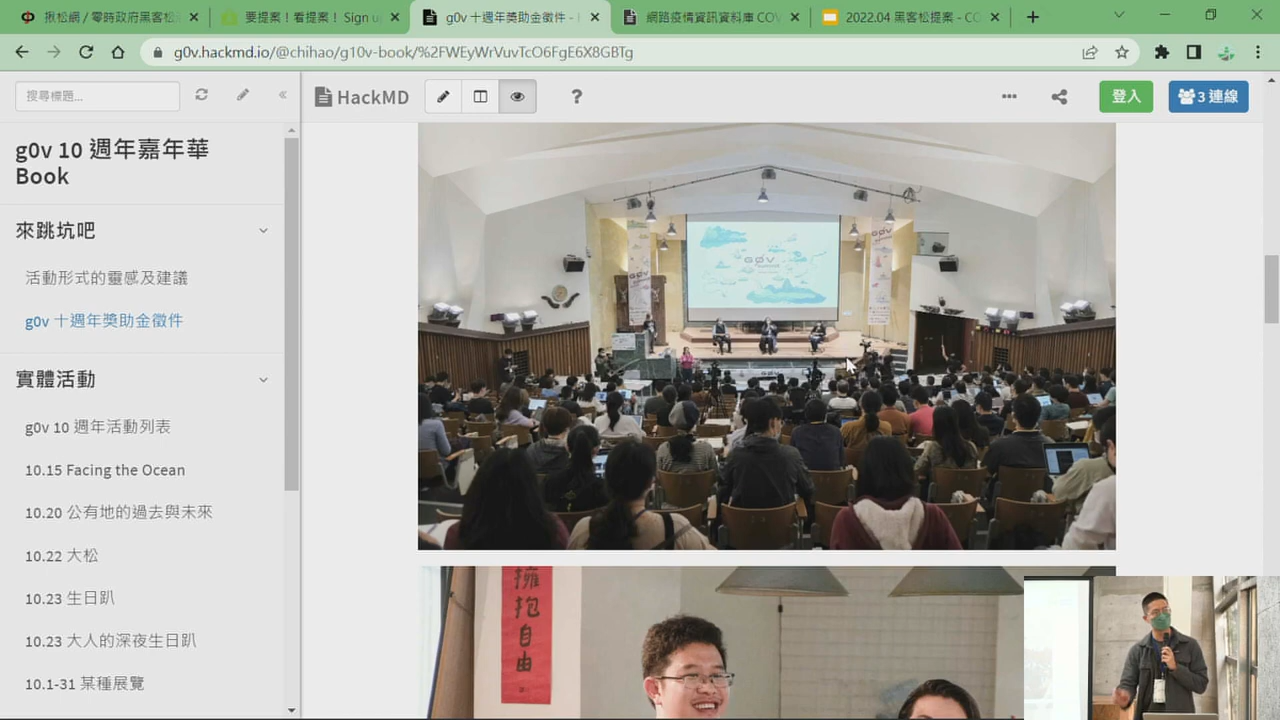 揪松網 / 零時政府黑客松
要提案！看提案！ Sign u
g0v 十週年獎助金徵件 -
網路疫情資訊資料庫 COV
2022.04 黑客松提案 - CC
g0v.hackmd.io/@chihao/g10v-book/%2FWEyWrVuvTcO6FgE6X8GBTg
搜尋標題...
HackMD
?
登入
3 連線
g0v 10 週年嘉年華
Book
來跳坑吧
活動形式的靈感及建議
g0v 十週年獎助金徵件
實體活動
g0v 10 週年活動列表
10.15 Facing the Ocean
10.20 公有地的過去與未來
10.22 大松
10.23 生日趴
10.23 大人的深夜生日趴
10.1-31 某種展覽
g0v
擁抱自由